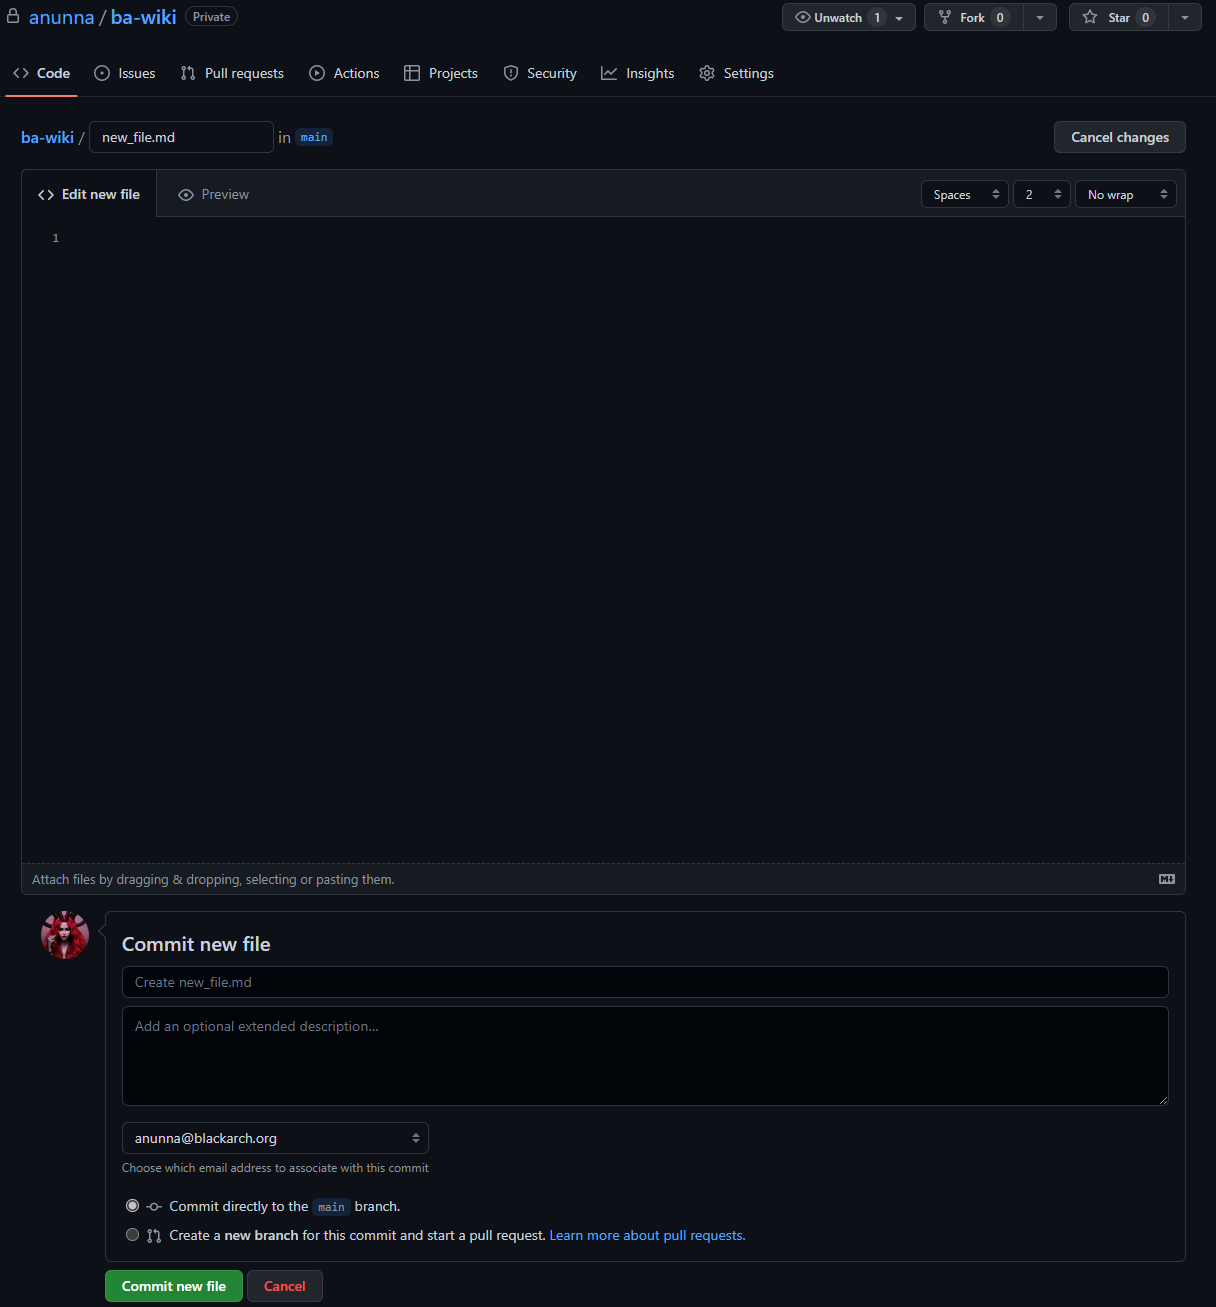 anunna / ba-wiki Private Unwatch 1 Fork 0 Star 0
Code Issues Pull requests Actions Projects Security Insights Settings
ba-wiki / new_file.md in main Cancel changes
Edit new file Preview Spaces 2 No wrap
1
Attach files by dragging & dropping, selecting or pasting them.
Commit new file
Create new_file.md
Add an optional extended description...
anunna@blackarch.org
Choose which email address to associate with this commit
Commit directly to the main branch.
Create a new branch for this commit and start a pull request. Learn more about pull requests.
Commit new file Cancel